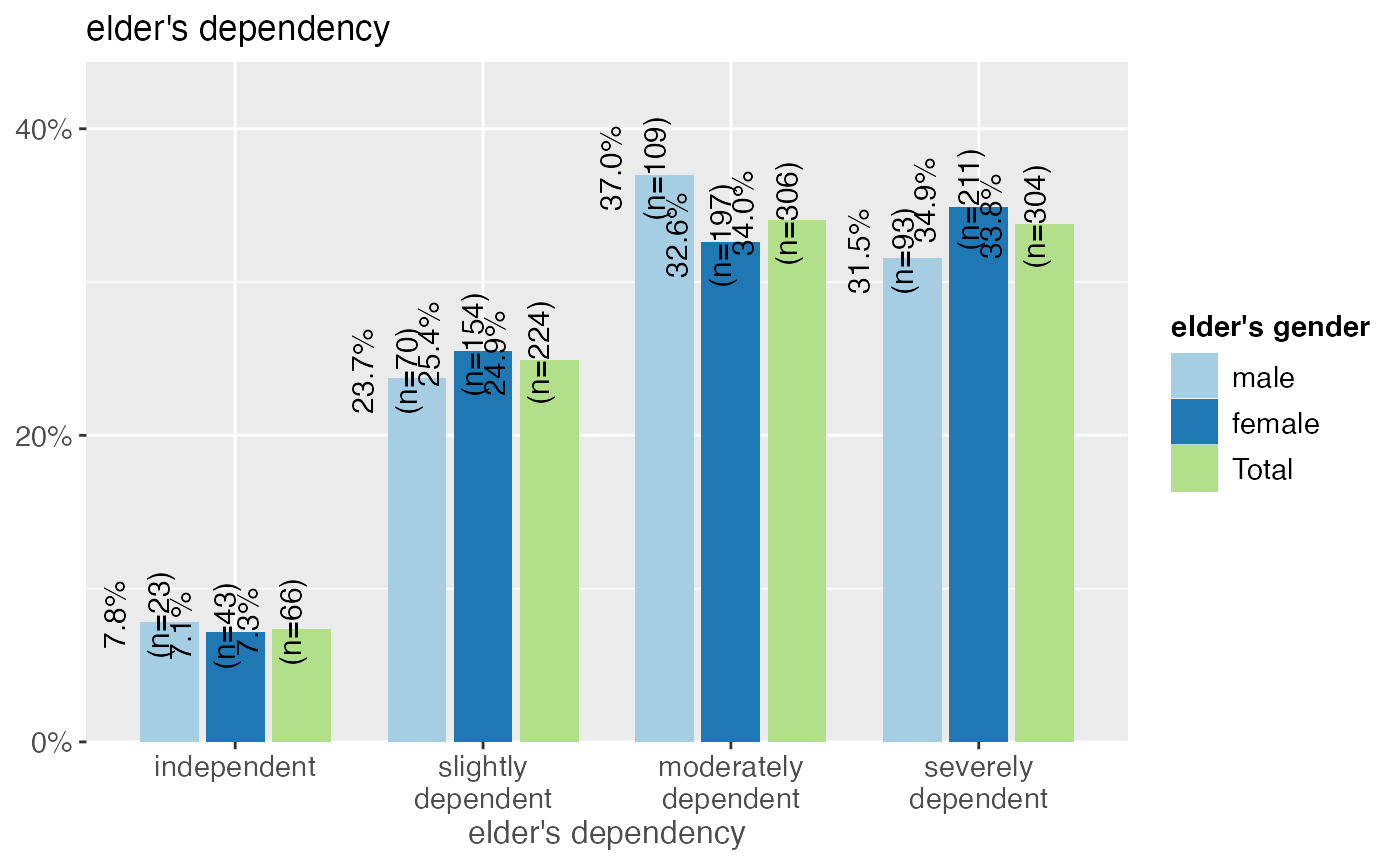 elder's dependency
40%
20%
0%
7.8%
(n=23)
7.1%
(n=43)
7.3%
(n=66)
23.7%
(n=70)
25.4%
(n=154)
24.9%
(n=224)
37.0%
(n=109)
32.6%
(n=197)
34.0%
(n=306)
31.5%
(n=93)
34.9%
(n=211)
33.8%
(n=304)
independent
slightly
dependent
moderately
dependent
severely
dependent
elder's dependency
elder's gender
male
female
Total